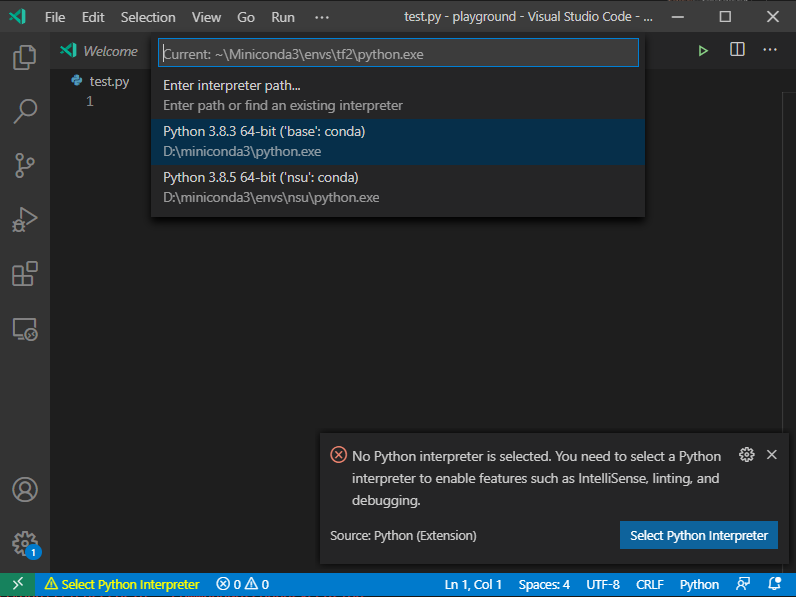 File Edit Selection View Go Run ··· test.py - playground - Visual Studio Code - ...
Welcome
Current: ~\Miniconda3\envs\tf2\python.exe
test.py
1
Enter interpreter path...
Enter path or find an existing interpreter
Python 3.8.3 64-bit ('base': conda)
D:\miniconda3\python.exe
Python 3.8.5 64-bit ('nsu': conda)
D:\miniconda3\envs\nsu\python.exe
No Python interpreter is selected. You need to select a Python
interpreter to enable features such as IntelliSense, linting, and
debugging.
Source: Python (Extension)
Select Python Interpreter
1
Select Python Interpreter 0 0 Ln 1, Col 1 Spaces: 4 UTF-8 CRLF Python